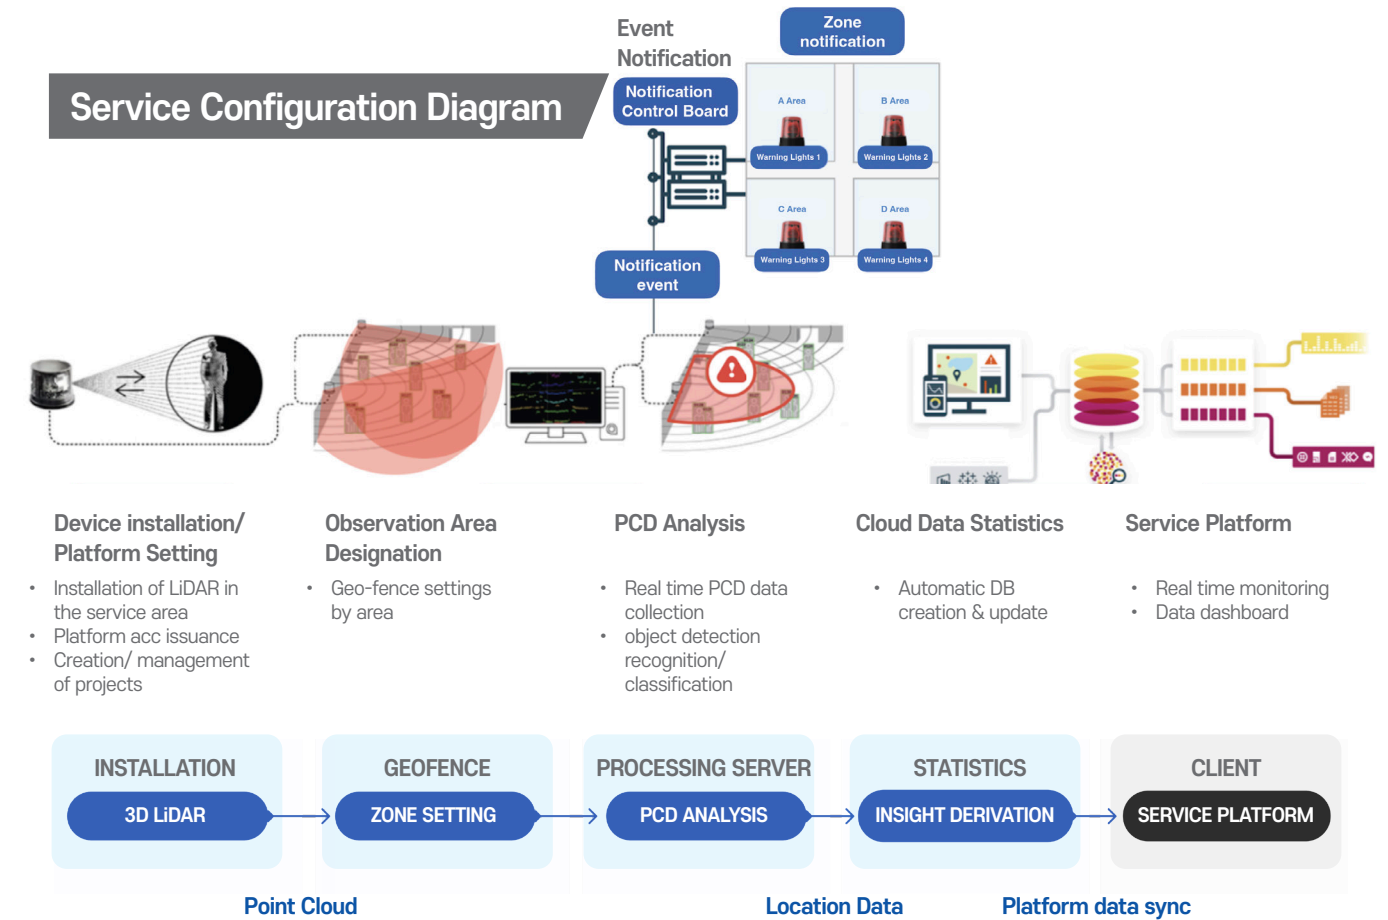 Service Configuration Diagram
Event
Notification
Notification
Control Board
Zone
notification
A Area
Warning Lights 1
B Area
Warning Lights 2
C Area
Warning Lights 3
D Area
Warning Lights 4
Notification
event
Device installation/
Platform Setting
• Installation of LiDAR in
the service area
• Platform acc issuance
• Creation/ management
of projects
Observation Area
Designation
• Geo-fence settings
by area
PCD Analysis
• Real time PCD data
collection
• object detection
recognition/
classification
Cloud Data Statistics
• Automatic DB
creation & update
Service Platform
• Real time monitoring
• Data dashboard
INSTALLATION
3D LiDAR
GEOFENCE
ZONE SETTING
PROCESSING SERVER
PCD ANALYSIS
STATISTICS
INSIGHT DERIVATION
CLIENT
SERVICE PLATFORM
Point Cloud
Location Data
Platform data sync